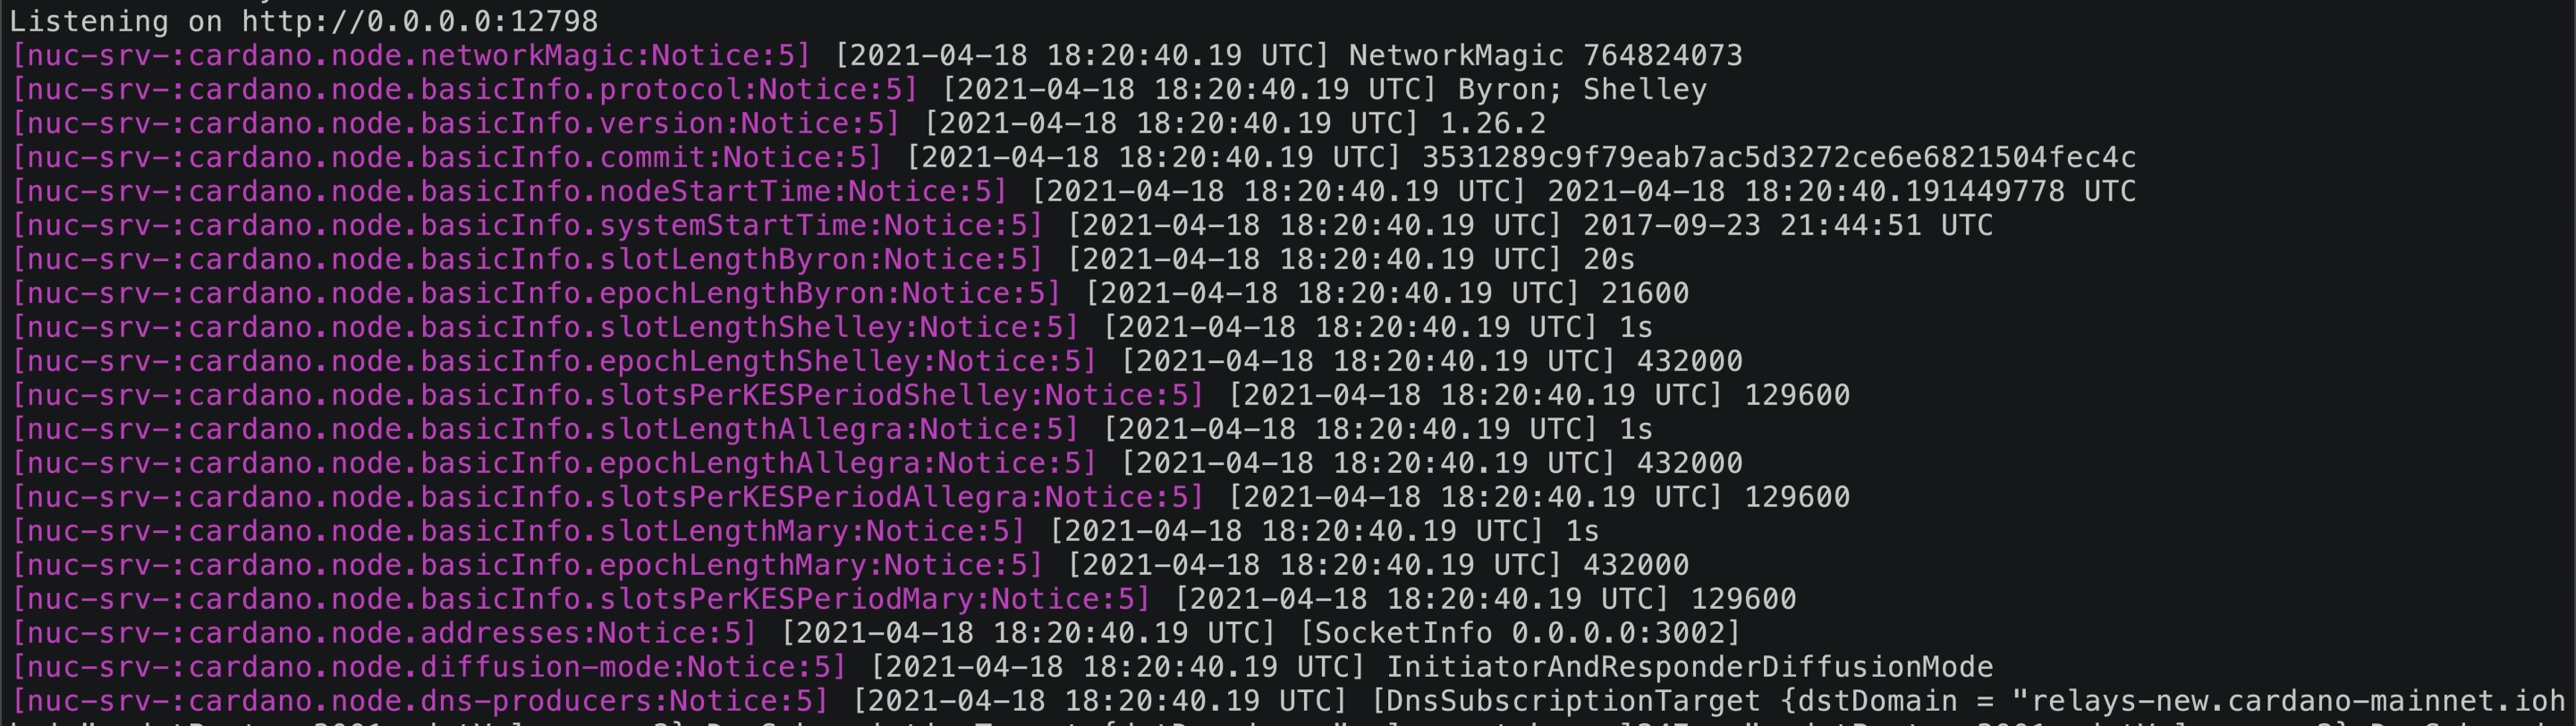 Listening on http://0.0.0.0:12798
[nuc-srv-:cardano.node.networkMagic:Notice:5] [2021-04-18 18:20:40.19 UTC] NetworkMagic 764824073
[nuc-srv-:cardano.node.basicInfo.protocol:Notice:5] [2021-04-18 18:20:40.19 UTC] Byron; Shelley
[nuc-srv-:cardano.node.basicInfo.version:Notice:5] [2021-04-18 18:20:40.19 UTC] 1.26.2
[nuc-srv-:cardano.node.basicInfo.commit:Notice:5] [2021-04-18 18:20:40.19 UTC] 3531289c9f79eab7ac5d3272ce6e6821504fec4c
[nuc-srv-:cardano.node.basicInfo.nodeStartTime:Notice:5] [2021-04-18 18:20:40.19 UTC] 2021-04-18 18:20:40.191449778 UTC
[nuc-srv-:cardano.node.basicInfo.systemStartTime:Notice:5] [2021-04-18 18:20:40.19 UTC] 2017-09-23 21:44:51 UTC
[nuc-srv-:cardano.node.basicInfo.slotLengthByron:Notice:5] [2021-04-18 18:20:40.19 UTC] 20s
[nuc-srv-:cardano.node.basicInfo.epochLengthByron:Notice:5] [2021-04-18 18:20:40.19 UTC] 21600
[nuc-srv-:cardano.node.basicInfo.slotLengthShelley:Notice:5] [2021-04-18 18:20:40.19 UTC] 1s
[nuc-srv-:cardano.node.basicInfo.epochLengthShelley:Notice:5] [2021-04-18 18:20:40.19 UTC] 432000
[nuc-srv-:cardano.node.basicInfo.slotsPerKESPeriodShelley:Notice:5] [2021-04-18 18:20:40.19 UTC] 129600
[nuc-srv-:cardano.node.basicInfo.slotLengthAllegra:Notice:5] [2021-04-18 18:20:40.19 UTC] 1s
[nuc-srv-:cardano.node.basicInfo.epochLengthAllegra:Notice:5] [2021-04-18 18:20:40.19 UTC] 432000
[nuc-srv-:cardano.node.basicInfo.slotsPerKESPeriodAllegra:Notice:5] [2021-04-18 18:20:40.19 UTC] 129600
[nuc-srv-:cardano.node.basicInfo.slotLengthMary:Notice:5] [2021-04-18 18:20:40.19 UTC] 1s
[nuc-srv-:cardano.node.basicInfo.epochLengthMary:Notice:5] [2021-04-18 18:20:40.19 UTC] 432000
[nuc-srv-:cardano.node.basicInfo.slotsPerKESPeriodMary:Notice:5] [2021-04-18 18:20:40.19 UTC] 129600
[nuc-srv-:cardano.node.addresses:Notice:5] [2021-04-18 18:20:40.19 UTC] [SocketInfo 0.0.0.0:3002]
[nuc-srv-:cardano.node.diffusion-mode:Notice:5] [2021-04-18 18:20:40.19 UTC] InitiatorAndResponderDiffusionMode
[nuc-srv-:cardano.node.dns-producers:Notice:5] [2021-04-18 18:20:40.19 UTC] [DnsSubscriptionTarget {dstDomain = "relays-new.cardano-mainnet.ioh